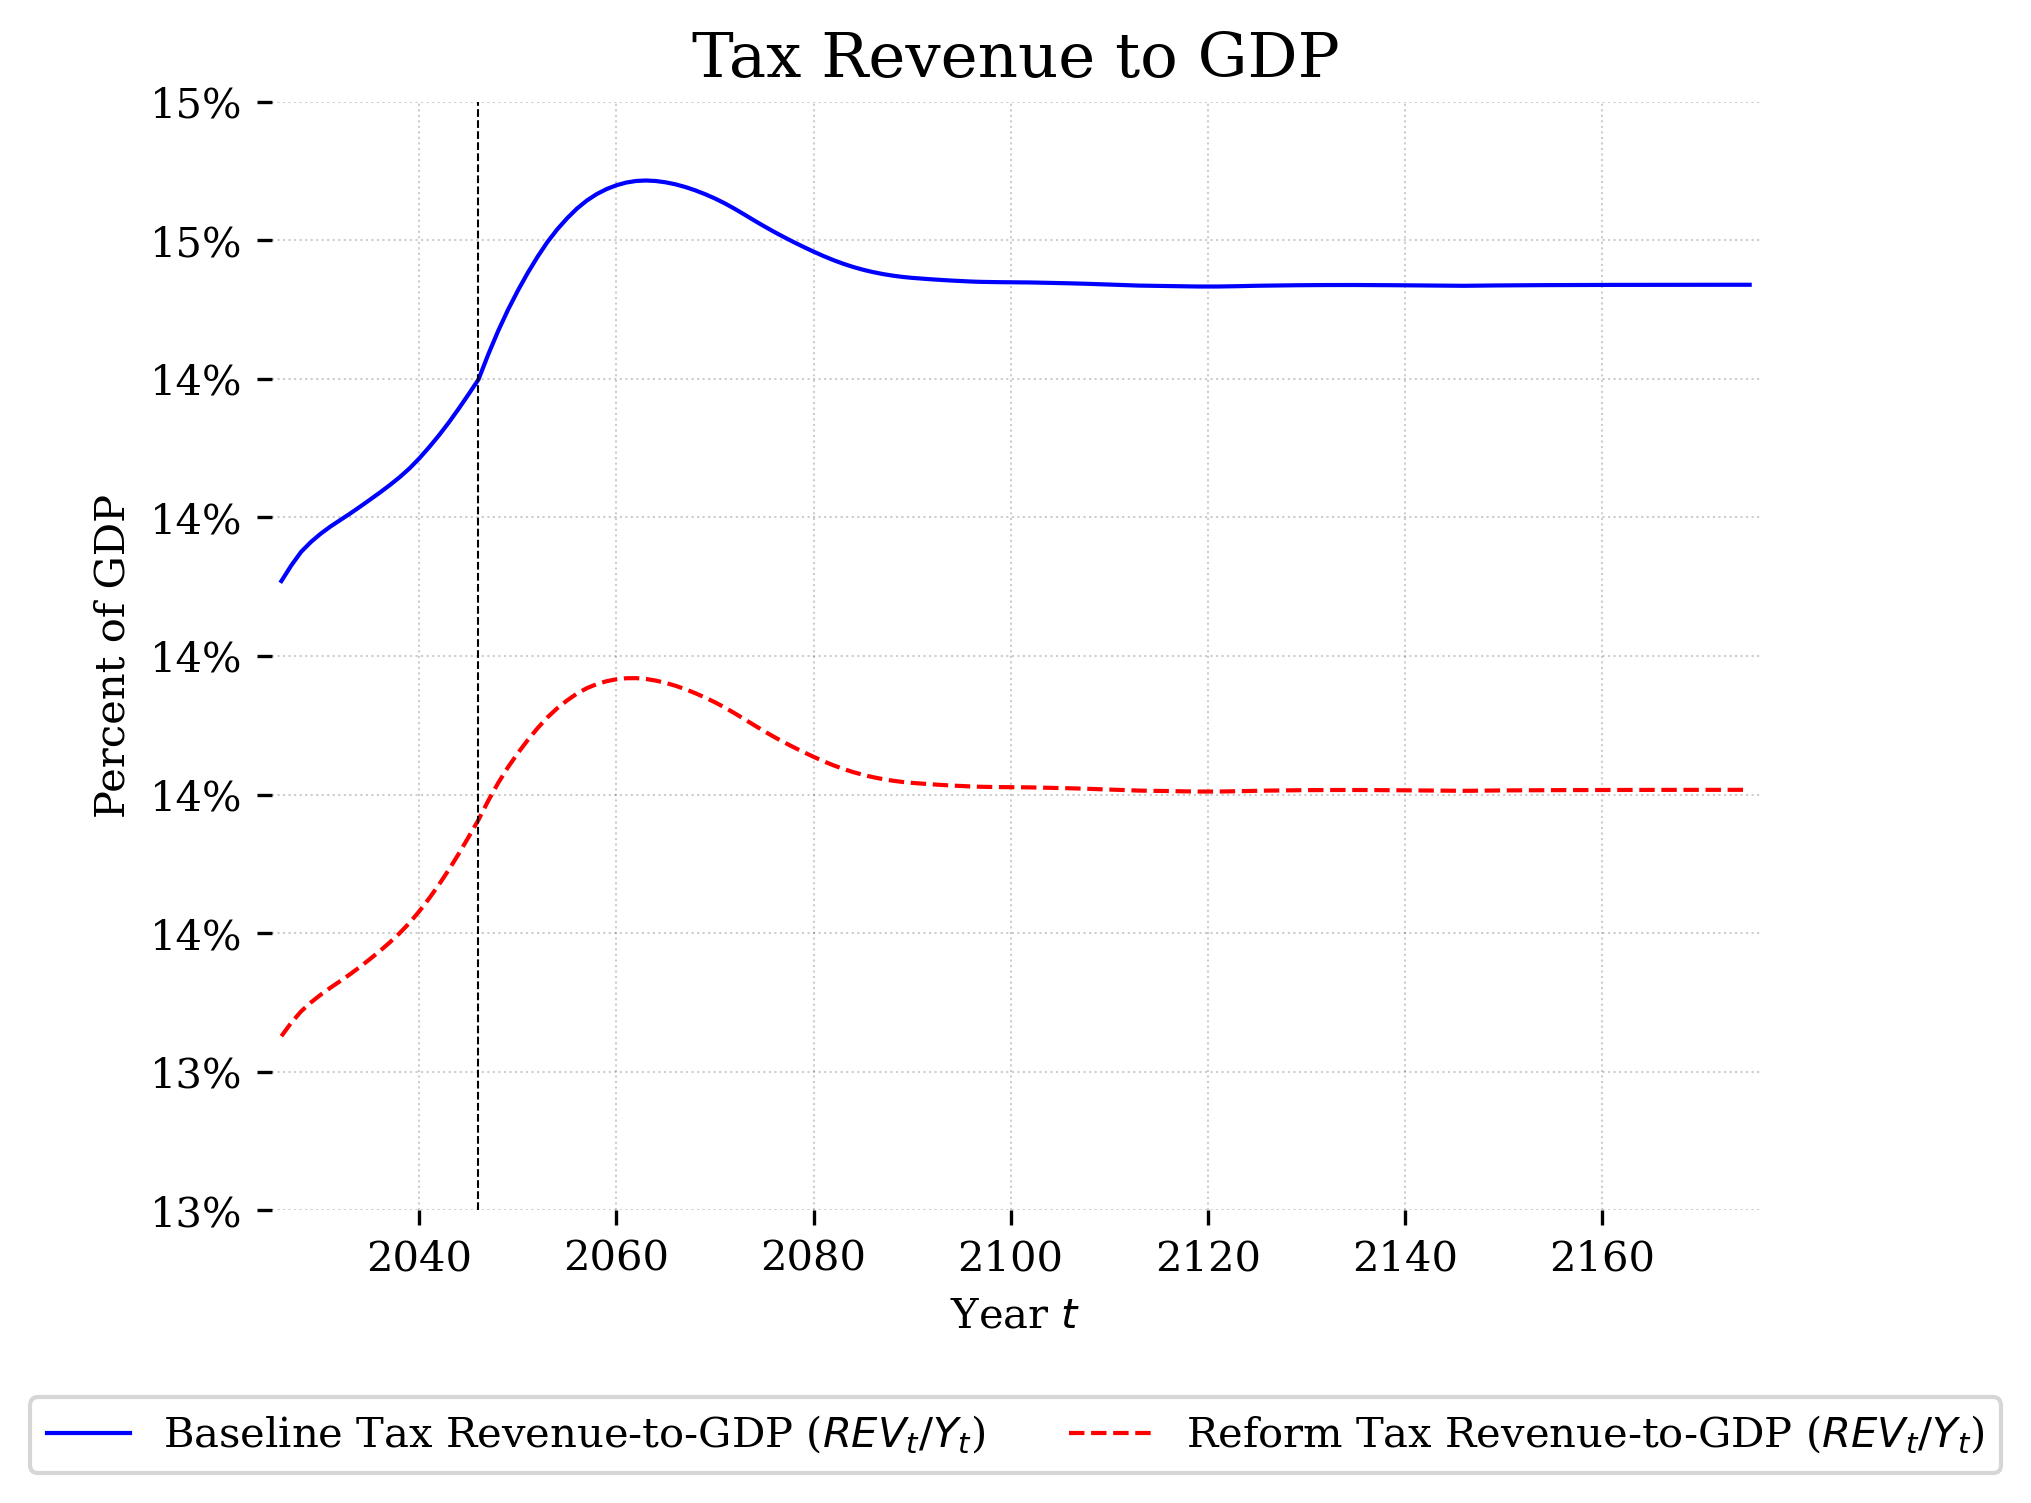 Tax Revenue to GDP
15%
15%
14%
14%
14%
14%
14%
13%
13%
Percent of GDP
2040 2060 2080 2100 2120 2140 2160
Year t
Baseline Tax Revenue-to-GDP (REVₜ/Yₜ) Reform Tax Revenue-to-GDP (REVₜ/Yₜ)